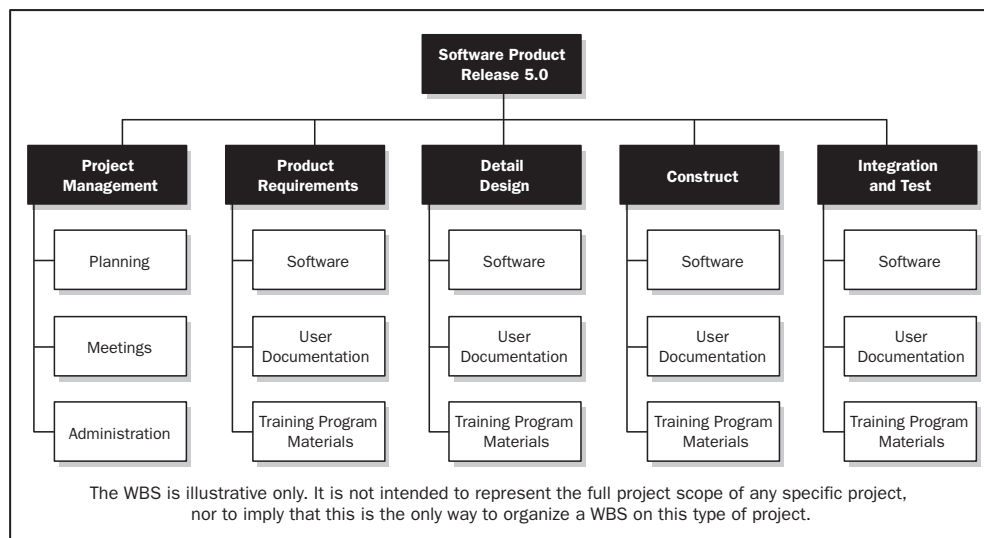 Software Product
Release 5.0
Project
Management
Product
Requirements
Detail
Design
Construct
Integration
and Test
Planning
Software
Software
Software
Software
Meetings
User
Documentation
User
Documentation
User
Documentation
User
Documentation
Administration
Training Program
Materials
Training Program
Materials
Training Program
Materials
Training Program
Materials
The WBS is illustrative only. It is not intended to represent the full project scope of any specific project,
nor to imply that this is the only way to organize a WBS on this type of project.